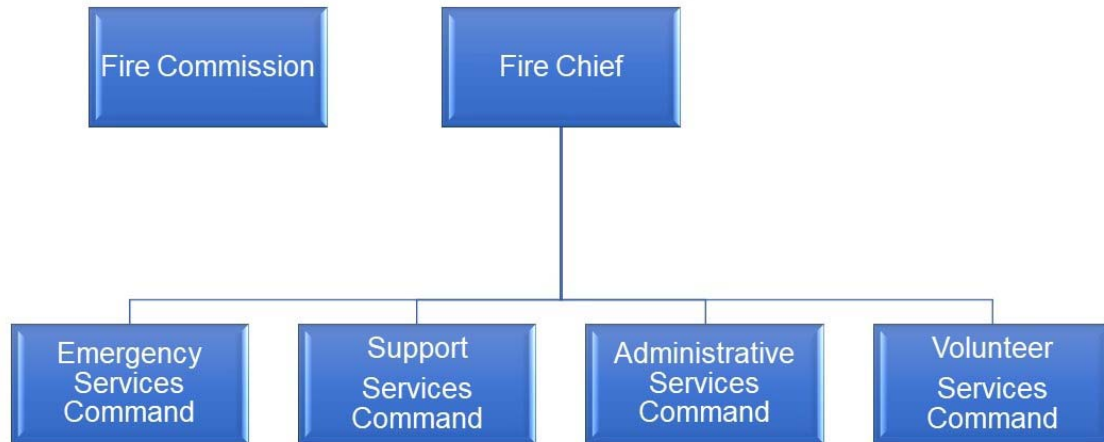 Fire Commission
Fire Chief
Emergency
Services
Command
Support
Services
Command
Administrative
Services
Command
Volunteer
Services
Command